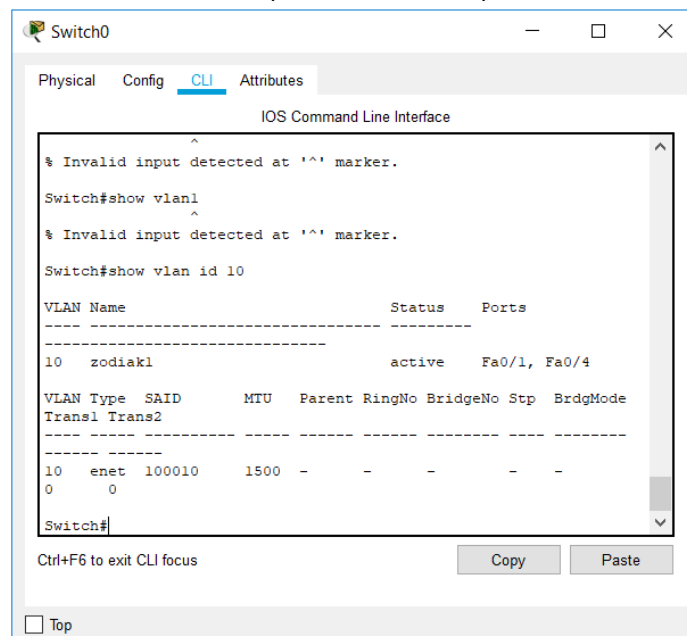 Switch0
Physical Config CLI Attributes
IOS Command Line Interface
^
% Invalid input detected at '^' marker.
Switch#show vlan1
^
% Invalid input detected at '^' marker.
Switch#show vlan id 10
VLAN Name Status Ports
---- -------------------------------- ---------
-------------------------------
10 zodiak1 active Fa0/1, Fa0/4
VLAN Type SAID MTU Parent RingNo BridgeNo Stp BrdgMode
Trans1 Trans2
---- ----- ---------- ----- ------ ------ -------- ---- --------
------ ------
10 enet 100010 1500 - - - - -
0 0
Switch#
Ctrl+F6 to exit CLI focus
Copy Paste
Top